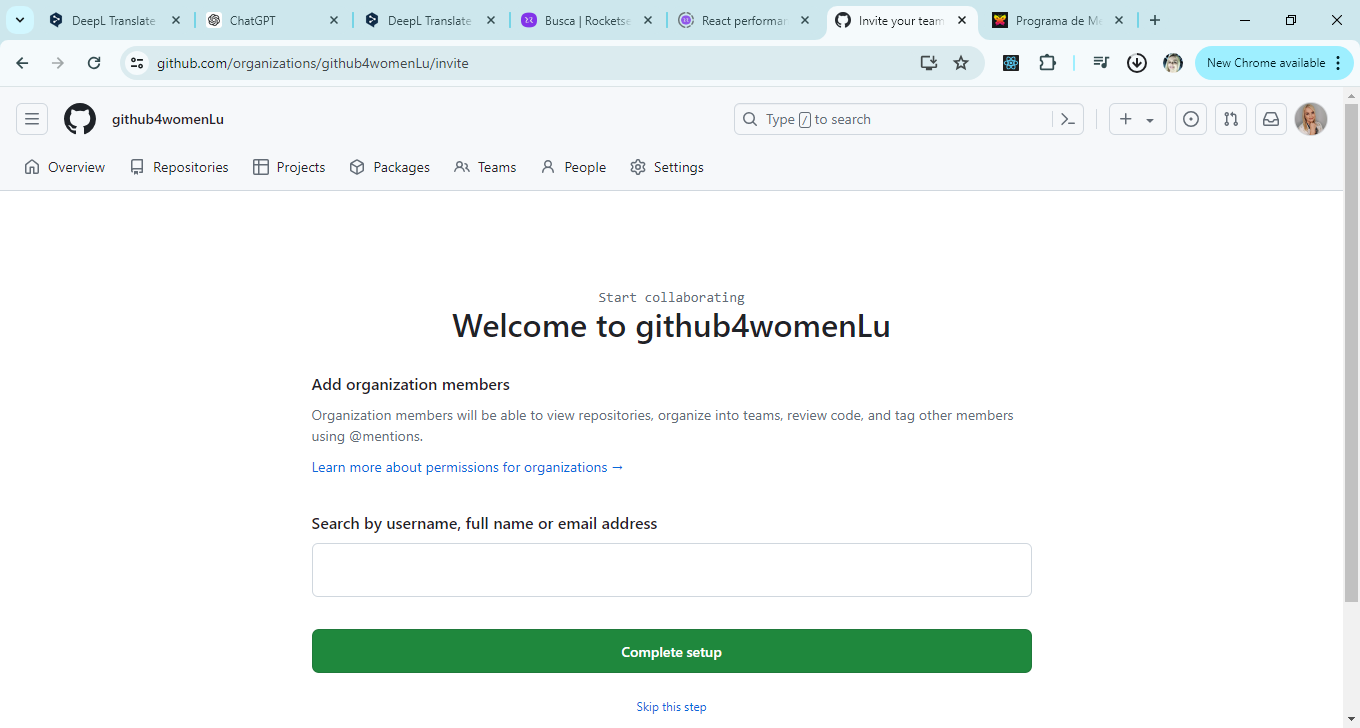 DeepL Translate
ChatGPT
DeepL Translate
Busca | Rocketse
React performan
Invite your team
Programa de Me
github.com/organizations/github4womenLu/invite
New Chrome available
github4womenLu
Type / to search
Overview
Repositories
Projects
Packages
Teams
People
Settings
Start collaborating
Welcome to github4womenLu
Add organization members
Organization members will be able to view repositories, organize into teams, review code, and tag other members
using @mentions.
Learn more about permissions for organizations →
Search by username, full name or email address
Complete setup
Skip this step